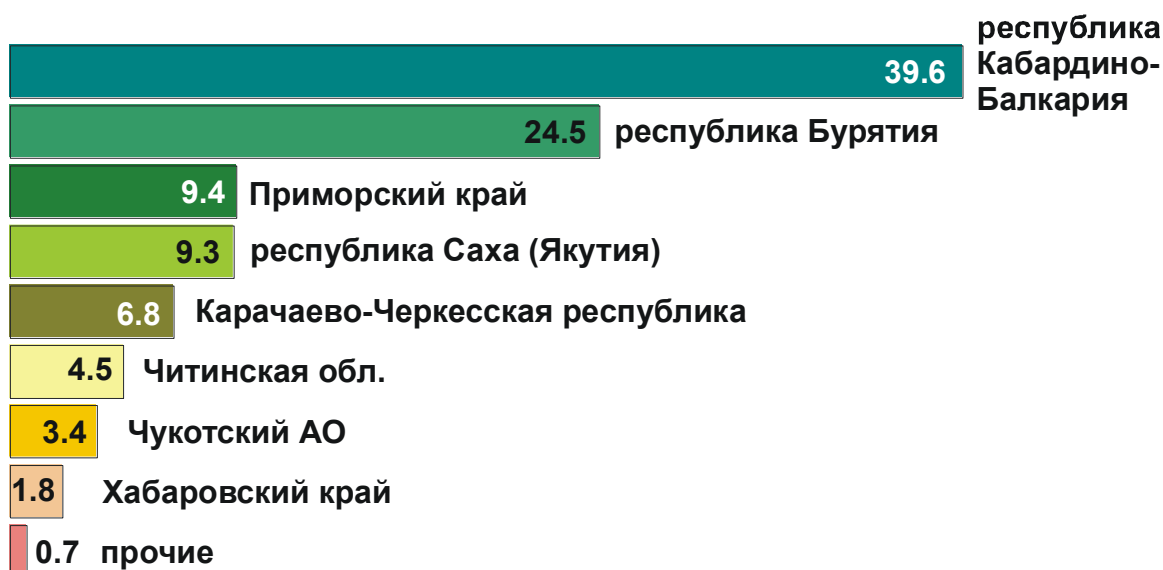 республика
39.6 Кабардино-
Балкария
24.5 республика Бурятия
9.4 Приморский край
9.3 республика Саха (Якутия)
6.8 Карачаево-Черкесская республика
4.5 Читинская обл.
3.4 Чукотский АО
1.8 Хабаровский край
0.7 прочие